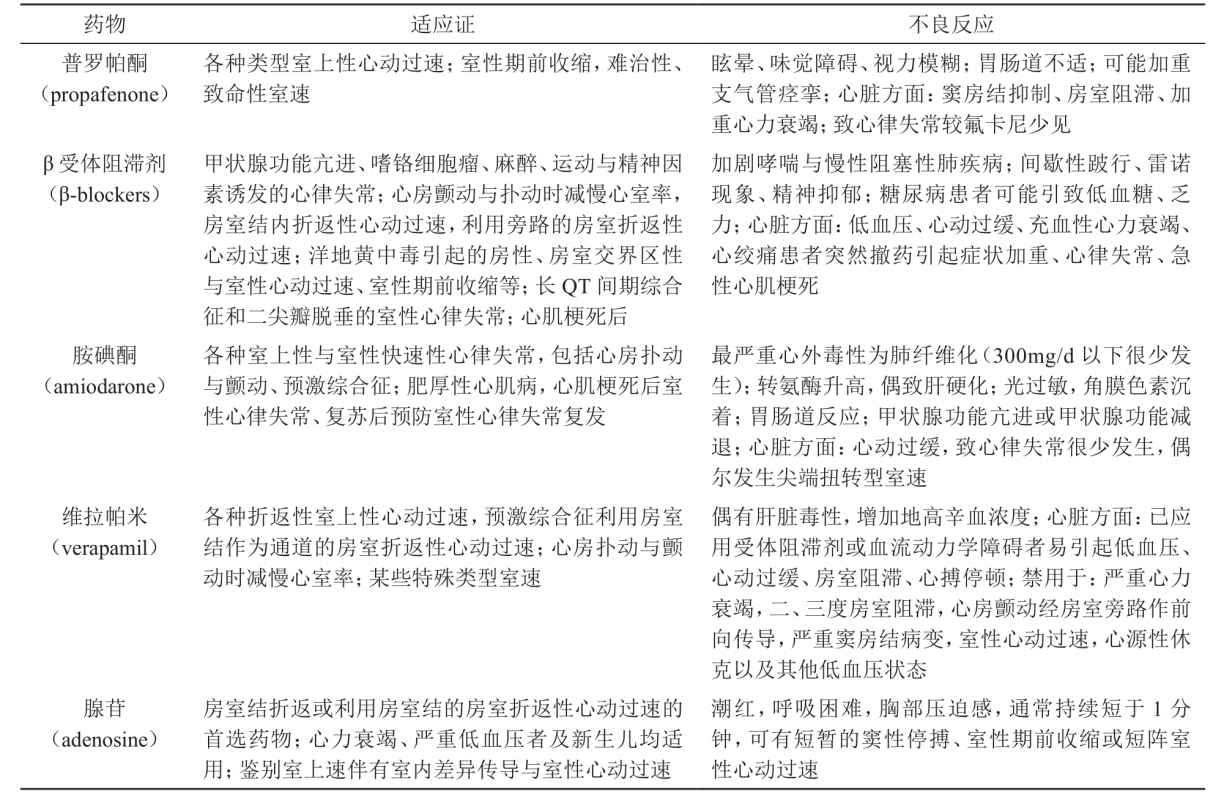 药物 适应证 不良反应
普罗帕酮
（propafenone）
各种类型室上性心动过速；室性期前收缩，难治性、
致命性室速
眩晕、味觉障碍、视力模糊；胃肠道不适；可能加重
支气管痉挛；心脏方面：窦房结抑制、房室阻滞、加
重心力衰竭；致心律失常较氟卡尼少见
β 受体阻滞剂
（β-blockers）
甲状腺功能亢进、嗜铬细胞瘤、麻醉、运动与精神因
素诱发的心律失常；心房颤动与扑动时减慢心室率，
房室结内折返性心动过速，利用旁路的房室折返性
心动过速；洋地黄中毒引起的房性、房室交界区性
与室性心动过速、室性期前收缩等；长 QT 间期综合
征和二尖瓣脱垂的室性心律失常；心肌梗死后
加剧哮喘与慢性阻塞性肺疾病；间歇性跛行、雷诺
现象、精神抑郁；糖尿病患者可能引致低血糖、乏
力；心脏方面：低血压、心动过缓、充血性心力衰竭、
心绞痛患者突然撤药引起症状加重、心律失常、急
性心肌梗死
胺碘酮
（amiodarone）
各种室上性与室性快速性心律失常，包括心房扑动
与颤动、预激综合征；肥厚性心肌病，心肌梗死后室
性心律失常、复苏后预防室性心律失常复发
最严重心外毒性为肺纤维化（300mg/d 以下很少发
生）；转氨酶升高，偶致肝硬化；光过敏，角膜色素沉
着；胃肠道反应；甲状腺功能亢进或甲状腺功能减
退；心脏方面：心动过缓，致心律失常很少发生，偶
尔发生尖端扭转型室速
维拉帕米
（verapamil）
各种折返性室上性心动过速，预激综合征利用房室
结作为通道的房室折返性心动过速；心房扑动与颤
动时减慢心室率；某些特殊类型室速
偶有肝脏毒性，增加地高辛血浓度；心脏方面：已应
用受体阻滞剂或血流动力学障碍者易引起低血压、
心动过缓、房室阻滞、心搏停顿；禁用于：严重心力
衰竭，二、三度房室阻滞，心房颤动经房室旁路作前
向传导，严重窦房结病变，室性心动过速，心源性休
克以及其他低血压状态
腺苷
（adenosine）
房室结折返或利用房室结的房室折返性心动过速的
首选药物；心力衰竭、严重低血压者及新生儿均适
用；鉴别室上速伴有室内差异传导与室性心动过速
潮红，呼吸困难，胸部压迫感，通常持续短于 1 分
钟，可有短暂的窦性停搏、室性期前收缩或短阵室
性心动过速